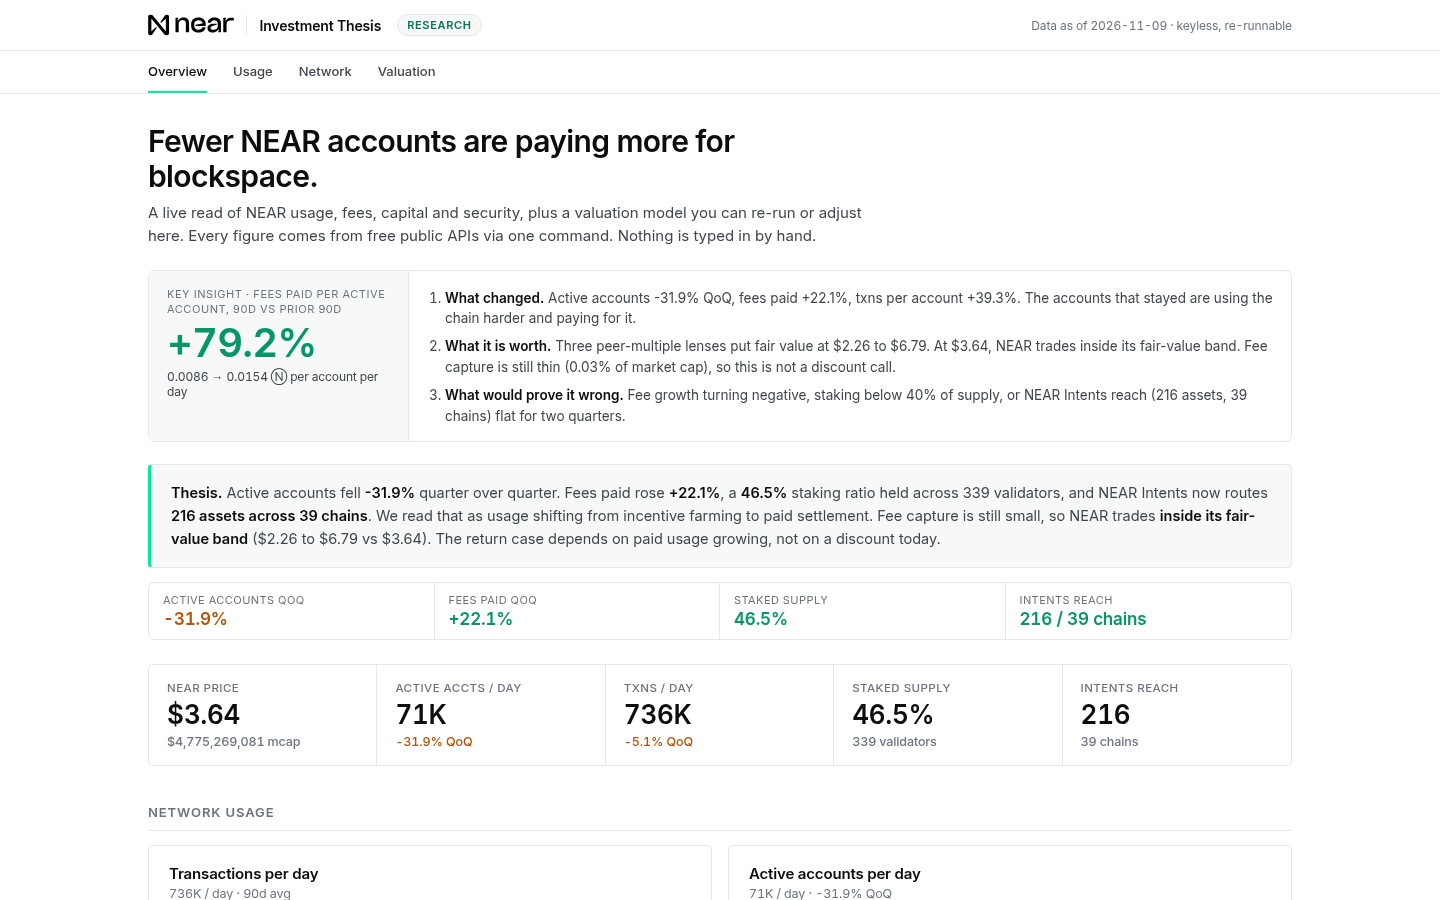 near
Investment Thesis
RESEARCH
Data as of 2026-11-09 · keyless, re-runnable
Overview
Usage
Network
Valuation
Fewer NEAR accounts are paying more for
blockspace.
A live read of NEAR usage, fees, capital and security, plus a valuation model you can re-run or adjust
here. Every figure comes from free public APIs via one command. Nothing is typed in by hand.
KEY INSIGHT · FEES PAID PER ACTIVE
ACCOUNT, 90D VS PRIOR 90D
+79.2%
0.0086 → 0.0154 Ⓝ per account per
day
1. What changed. Active accounts -31.9% QoQ, fees paid +22.1%, txns per account +39.3%. The accounts that stayed are using the
chain harder and paying for it.
2. What it is worth. Three peer-multiple lenses put fair value at $2.26 to $6.79. At $3.64, NEAR trades inside its fair-value band. Fee
capture is still thin (0.03% of market cap), so this is not a discount call.
3. What would prove it wrong. Fee growth turning negative, staking below 40% of supply, or NEAR Intents reach (216 assets, 39
chains) flat for two quarters.
Thesis. Active accounts fell -31.9% quarter over quarter. Fees paid rose +22.1%, a 46.5% staking ratio held across 339 validators, and NEAR Intents now routes
216 assets across 39 chains. We read that as usage shifting from incentive farming to paid settlement. Fee capture is still small, so NEAR trades inside its fair-
value band ($2.26 to $6.79 vs $3.64). The return case depends on paid usage growing, not on a discount today.
ACTIVE ACCOUNTS QOQ
-31.9%
FEES PAID QOQ
+22.1%
STAKED SUPPLY
46.5%
INTENTS REACH
216 / 39 chains
NEAR PRICE
$3.64
$4,775,269,081 mcap
ACTIVE ACCTS / DAY
71K
-31.9% QoQ
TXNS / DAY
736K
-5.1% QoQ
STAKED SUPPLY
46.5%
339 validators
INTENTS REACH
216
39 chains
NETWORK USAGE
Transactions per day
736K / day · 90d avg
Active accounts per day
71K / day · -31.9% QoQ